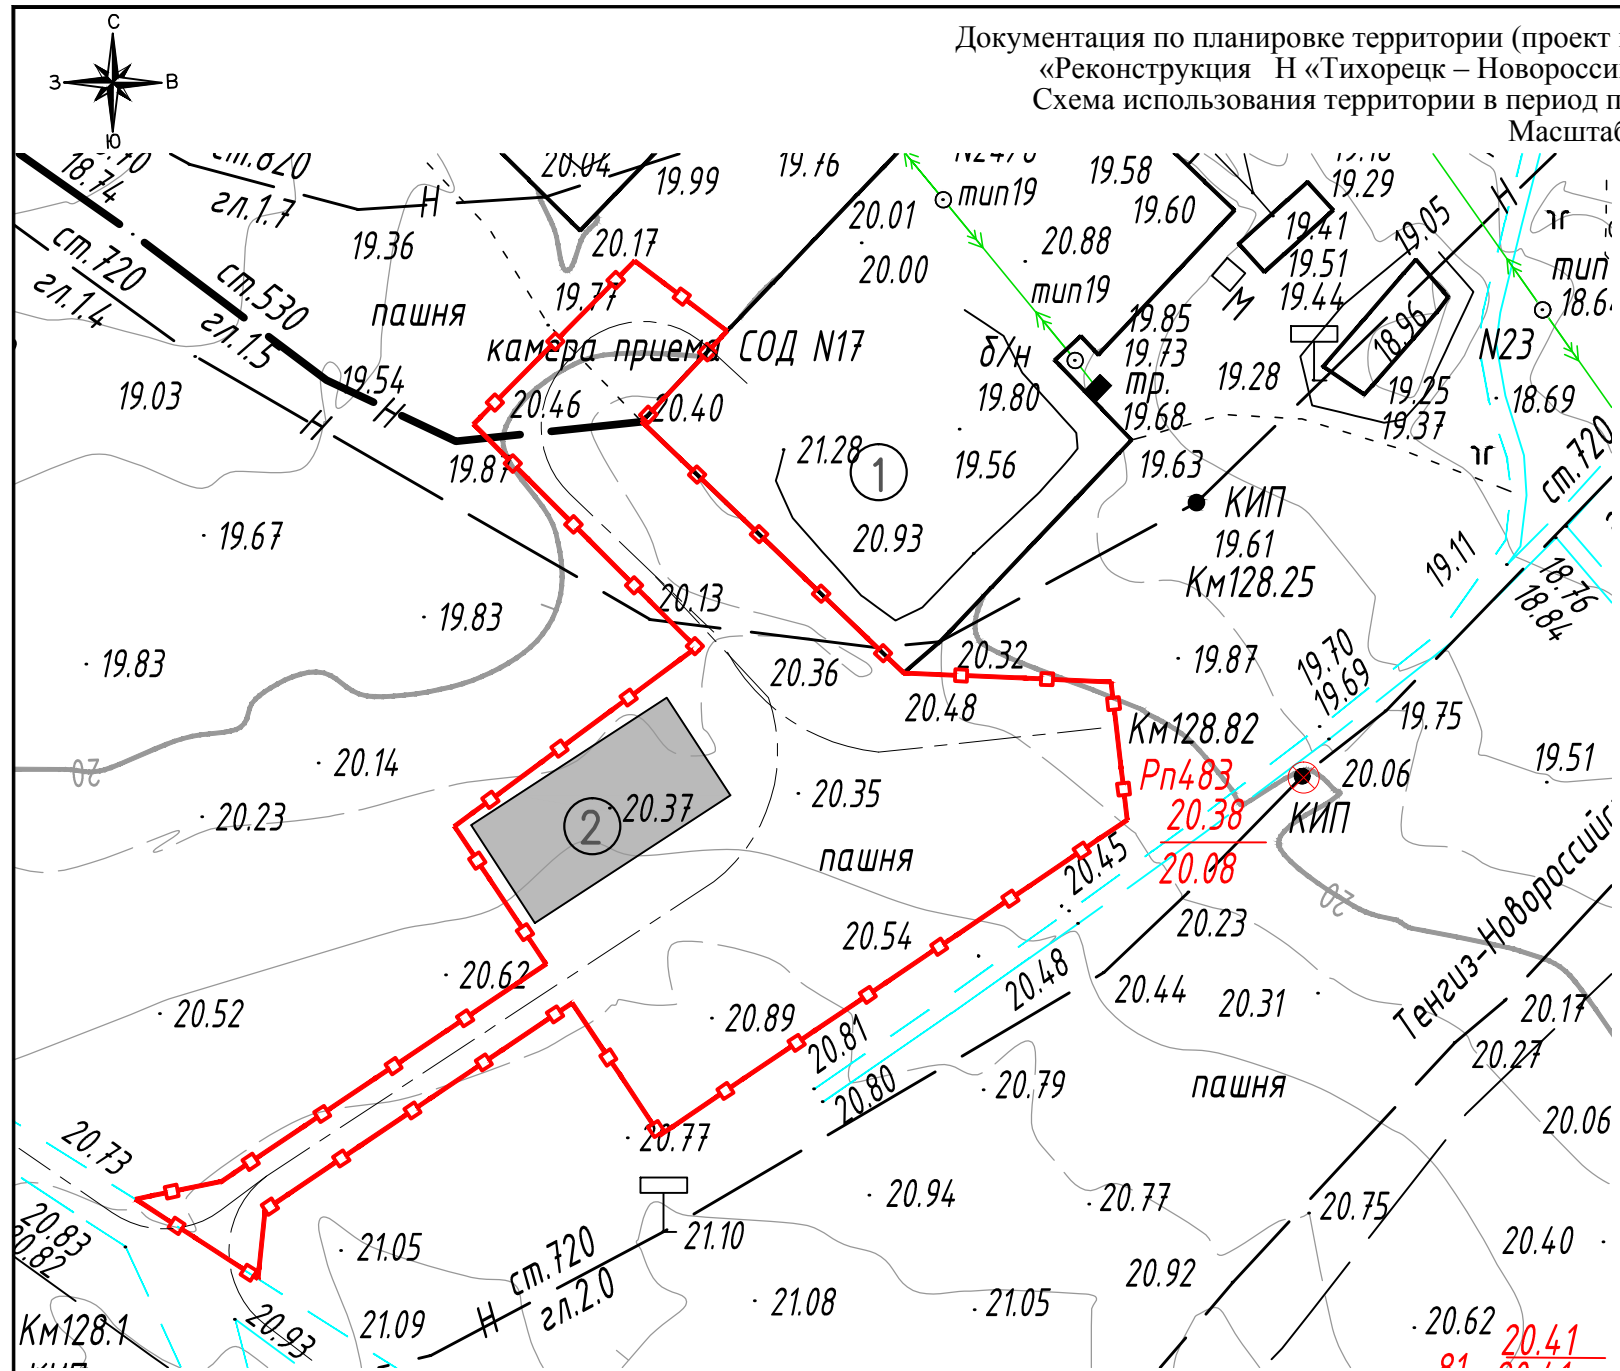 С
З В
Ю
Документация по планировке территории (проект
«Реконструкция Н «Тихорецк – Новоросси
Схема использования территории в период п
Масштаб
18.74
ст.820
гл.1.7
20.04
19.99
19.76
20.01
20.00
тип19
19.58
19.60
19.29
19.41
19.51
19.44
19.05
18.96
тип
18.64
N23
Н
ст.720
гл.1.4
ст.530
гл.1.5
19.36
пашня
20.17
19.77
20.88
тип19
камера приема СОД N17
б/н
19.85
19.73
тр.
19.68
19.80
М
19.28
19.25
19.37
18.69
19.03
19.54
Н
Н
20.46
20.40
19.87
21.28
1
19.56
19.63
КИП
19.61
Км128.25
ст.720
20.93
19.67
19.11
18.76
18.84
Н
19.83
20.13
19.83
20.36
20.32
20.48
19.87
19.70
19.69
19.75
Км128.82
Рп483
20.38
20.08
20.06
КИП
19.51
20
20.14
20.23
20.37
2
20.35
пашня
20.45
20
20.54
20.23
20.62
20.52
20.48
20.44
20.31
Тенгиз-Новороссийс
20.17
20.27
20.89
20.81
20.80
20.79
пашня
20.06
20.73
20.77
20.94
20.77
20.75
20.83
20.82
21.05
21.10
20.40
ст.720
гл.2.0
Н
20.92
21.08
21.05
Км128.1
20.93
21.09
20.62
20.41
81